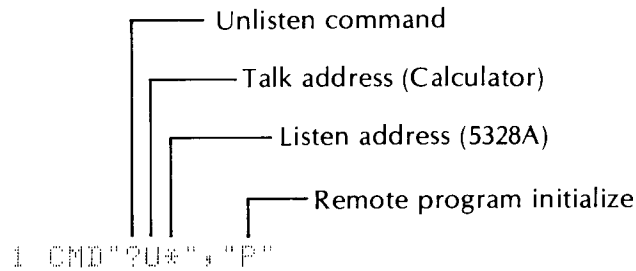 Unlisten command
Talk address (Calculator)
Listen address (5328A)
Remote program initialize
1 CMD"?U*","P"